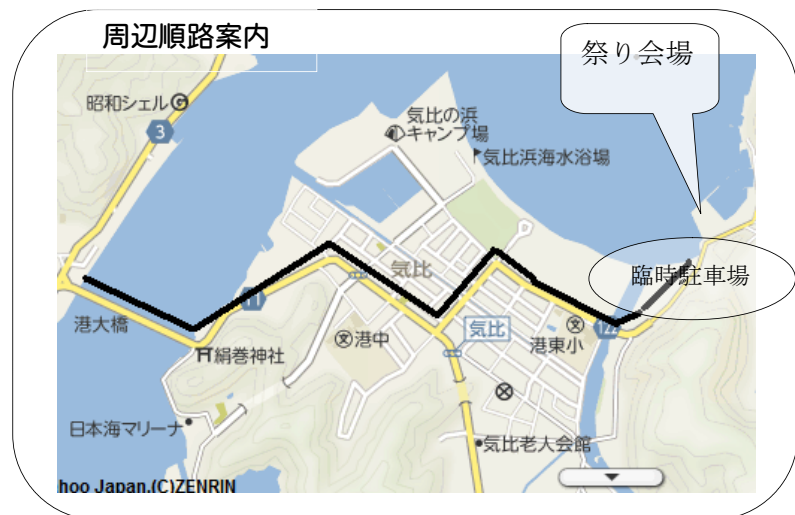 周辺順路案内
祭り会場
昭和シェル
3
気比の浜
キャンプ場
気比浜海水浴場
気比
臨時駐車場
11
港大橋
港中
気比
港東小
122
絹巻神社
日本海マリーナ
気比老人会館
hoo Japan,(C)ZENRIN